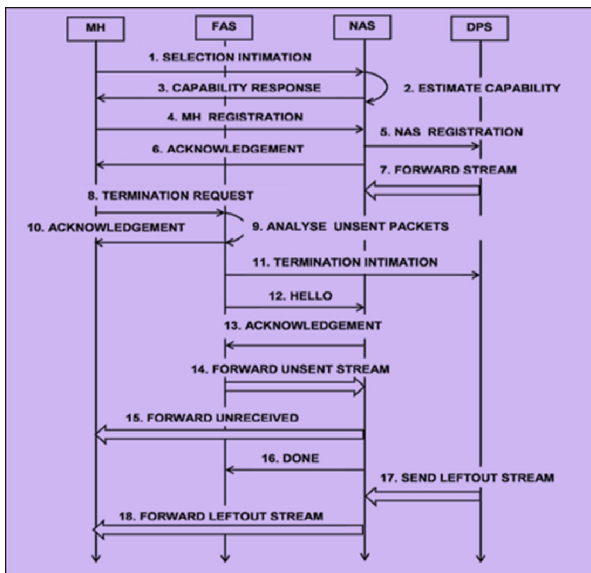 MH FAS NAS DPS
1. SELECTION INTIMATION
3. CAPABILITY RESPONSE 2. ESTIMATE CAPABILITY
4. MH REGISTRATION
5. NAS REGISTRATION
6. ACKNOWLEDGEMENT
7. FORWARD STREAM
8. TERMINATION REQUEST
10. ACKNOWLEDGEMENT 9. ANALYSE UNSENT PACKETS
11. TERMINATION INTIMATION
12. HELLO
13. ACKNOWLEDGEMENT
14. FORWARD UNSENT STREAM
15. FORWARD UNRECEIVED
16. DONE
17. SEND LEFTOUT STREAM
18. FORWARD LEFTOUT STREAM